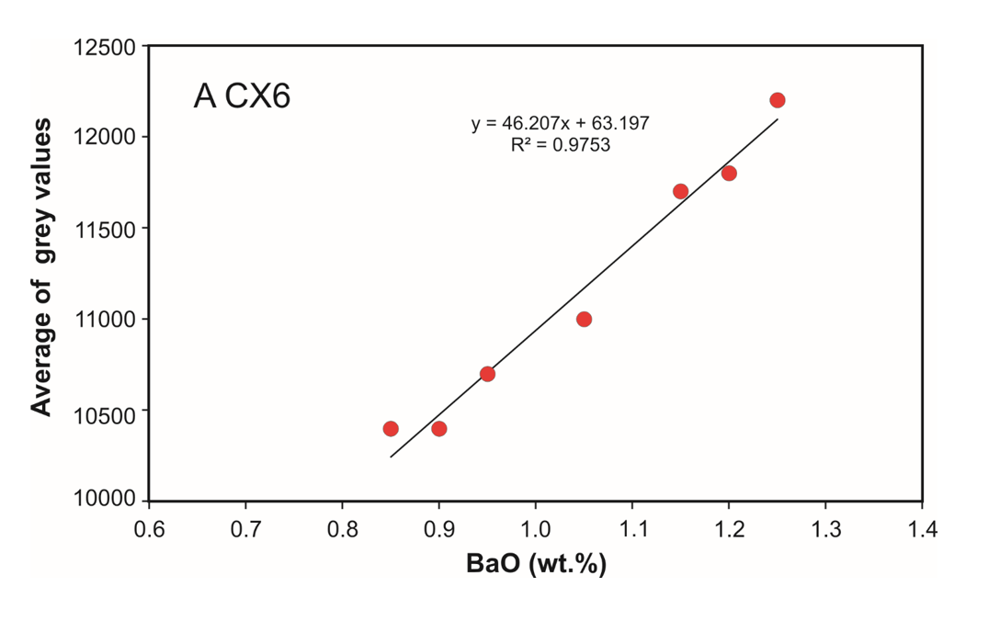 A CX6
y = 46.207x + 63.197
R² = 0.9753
Average of grey values
12500
12000
11500
11000
10500
10000
0.6 0.7 0.8 0.9 1.0 1.1 1.2 1.3 1.4
BaO (wt.%)